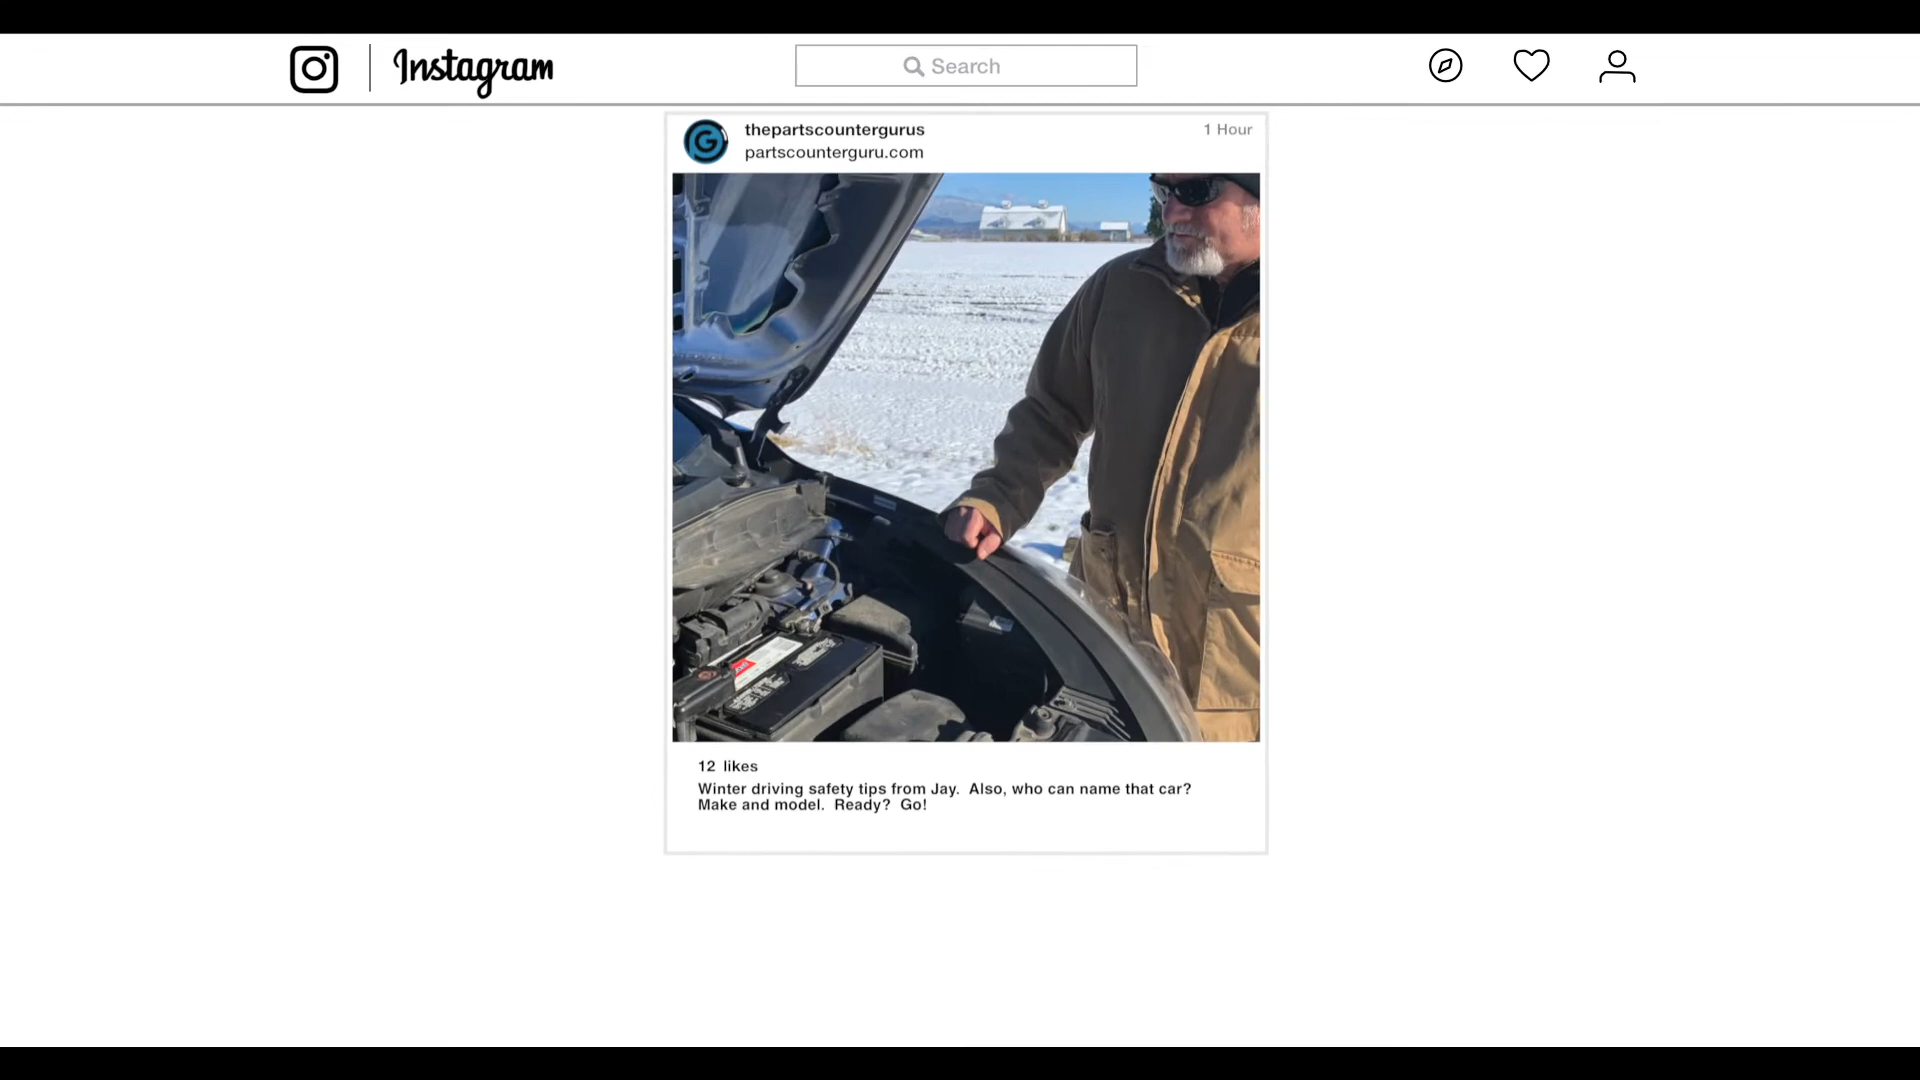 Instagram
Search
thepartscountergurus
1 Hour
partscounterguru.com
12 likes
Winter driving safety tips from Jay. Also, who can name that car?
Make and model. Ready? Go!